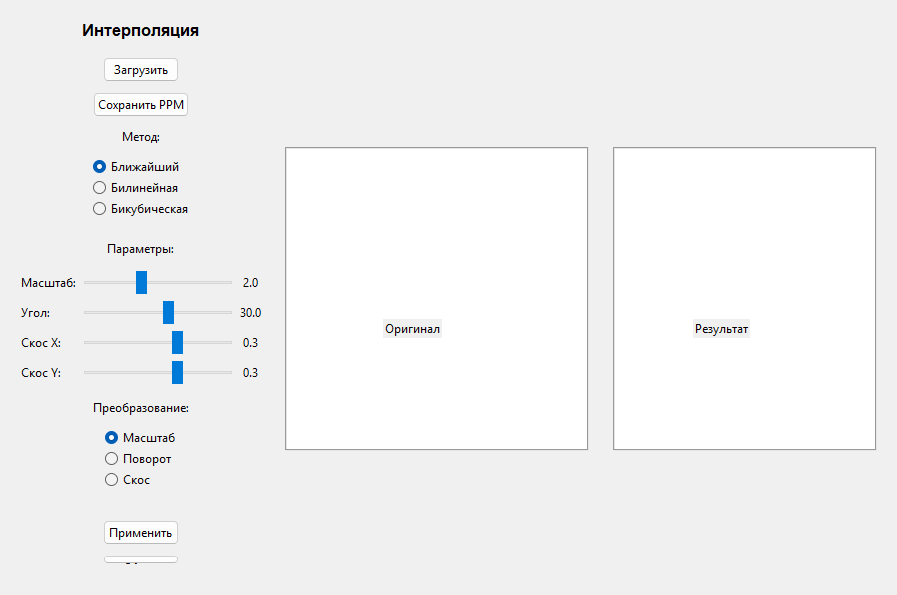 Интерполяция
Загрузить
Сохранить PPM
Метод:
Ближайший
Билинейная
Бикубическая
Параметры:
Масштаб: 2.0
Угол: 30.0
Скос X: 0.3
Скос Y: 0.3
Преобразование:
Масштаб
Поворот
Скос
Применить
Оригинал
Результат